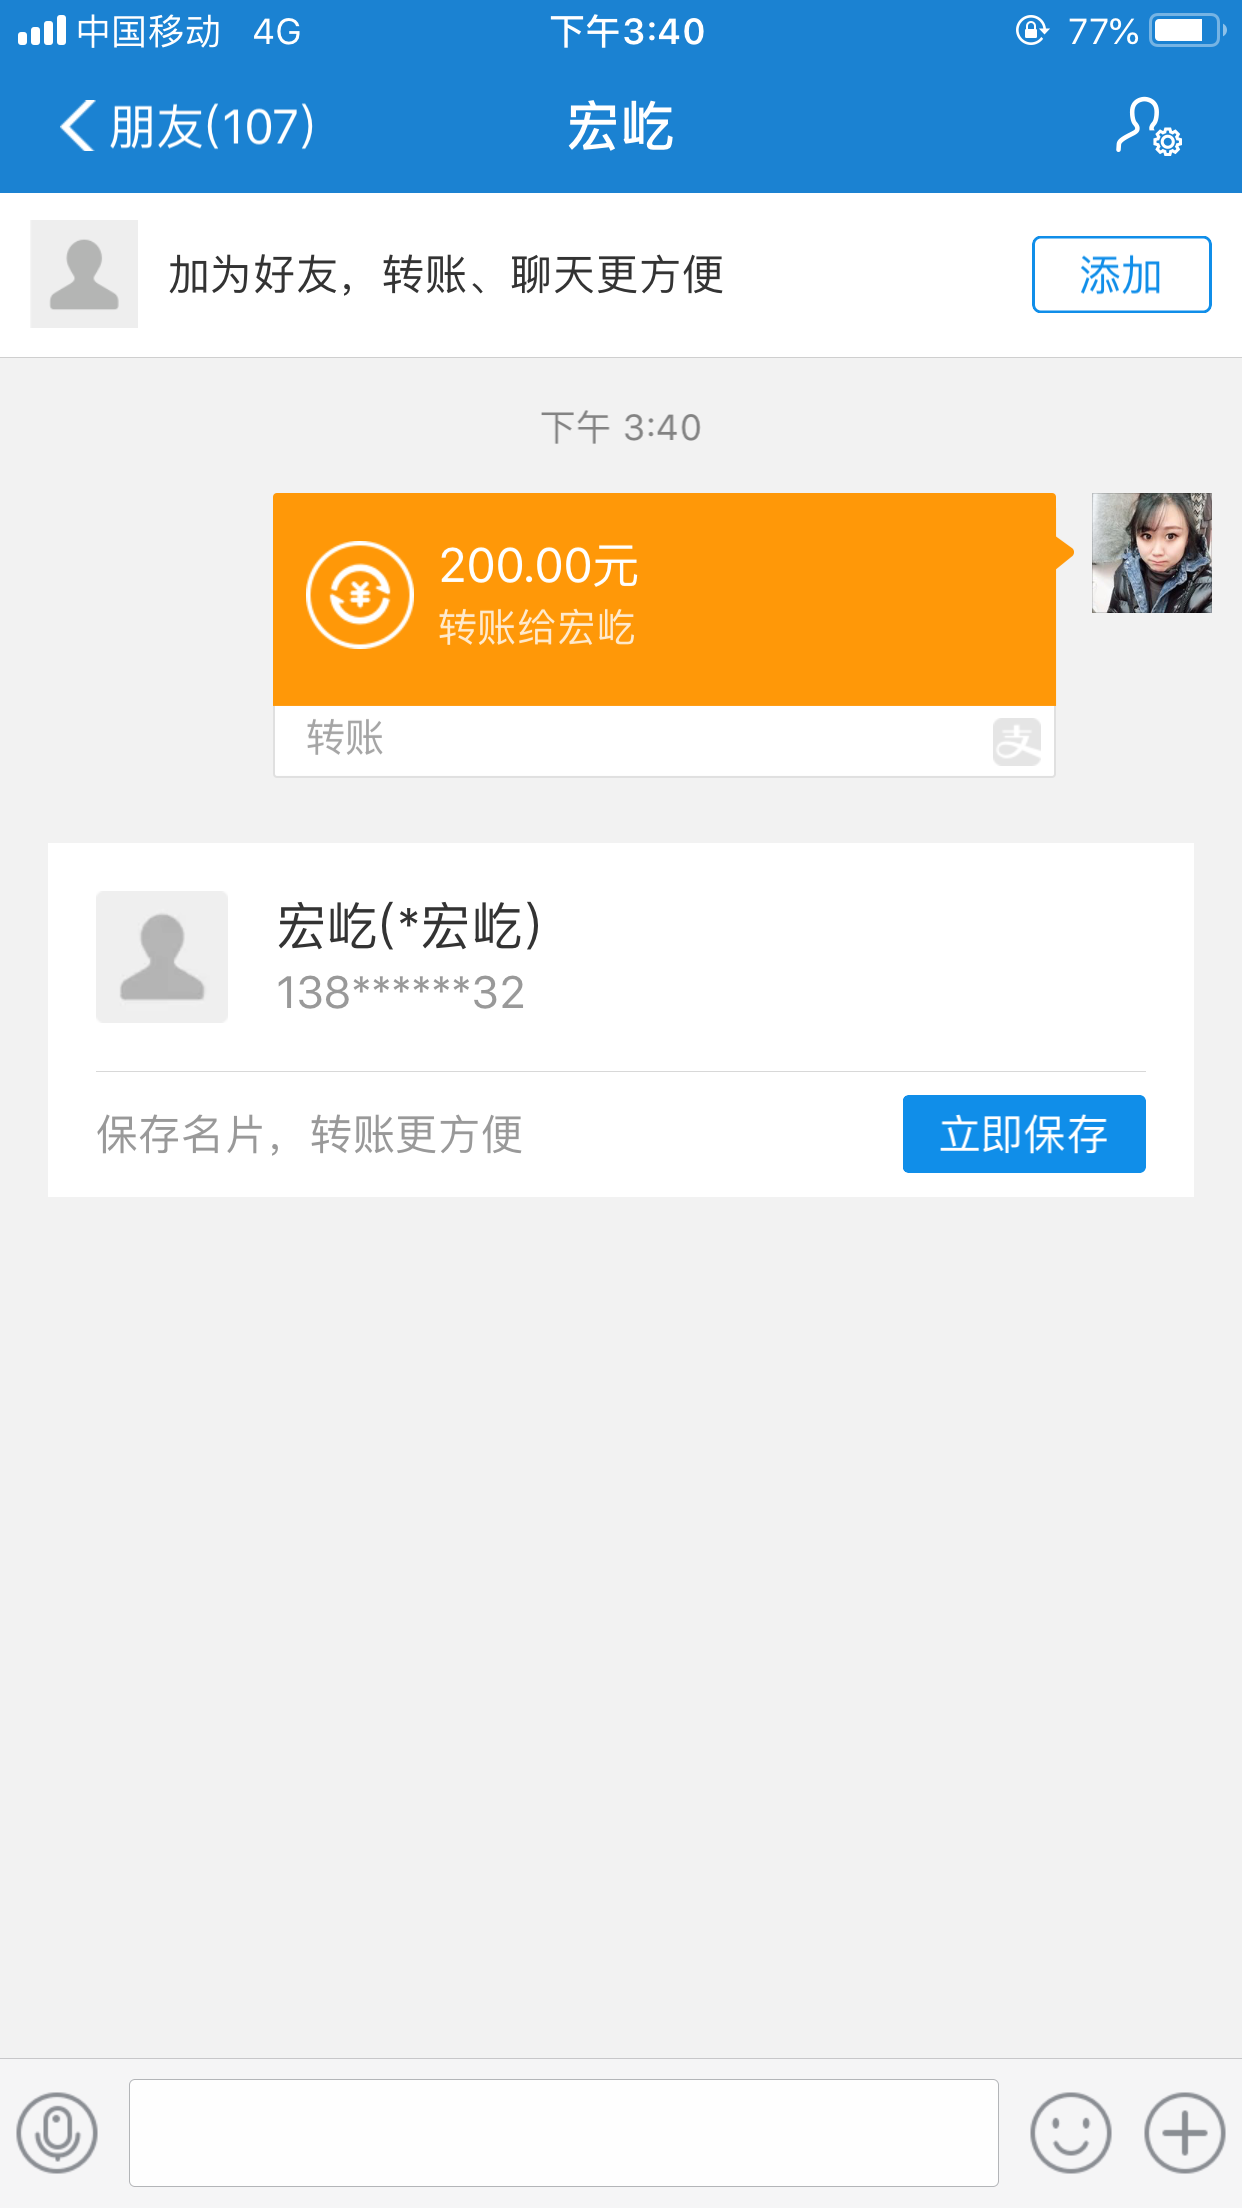 中国移动 4G 下午3:40 77%
朋友(107) 宏屹
加为好友，转账、聊天更方便 添加
下午 3:40
200.00元
转账给宏屹
转账 支
宏屹(*宏屹)
138******32
保存名片，转账更方便 立即保存